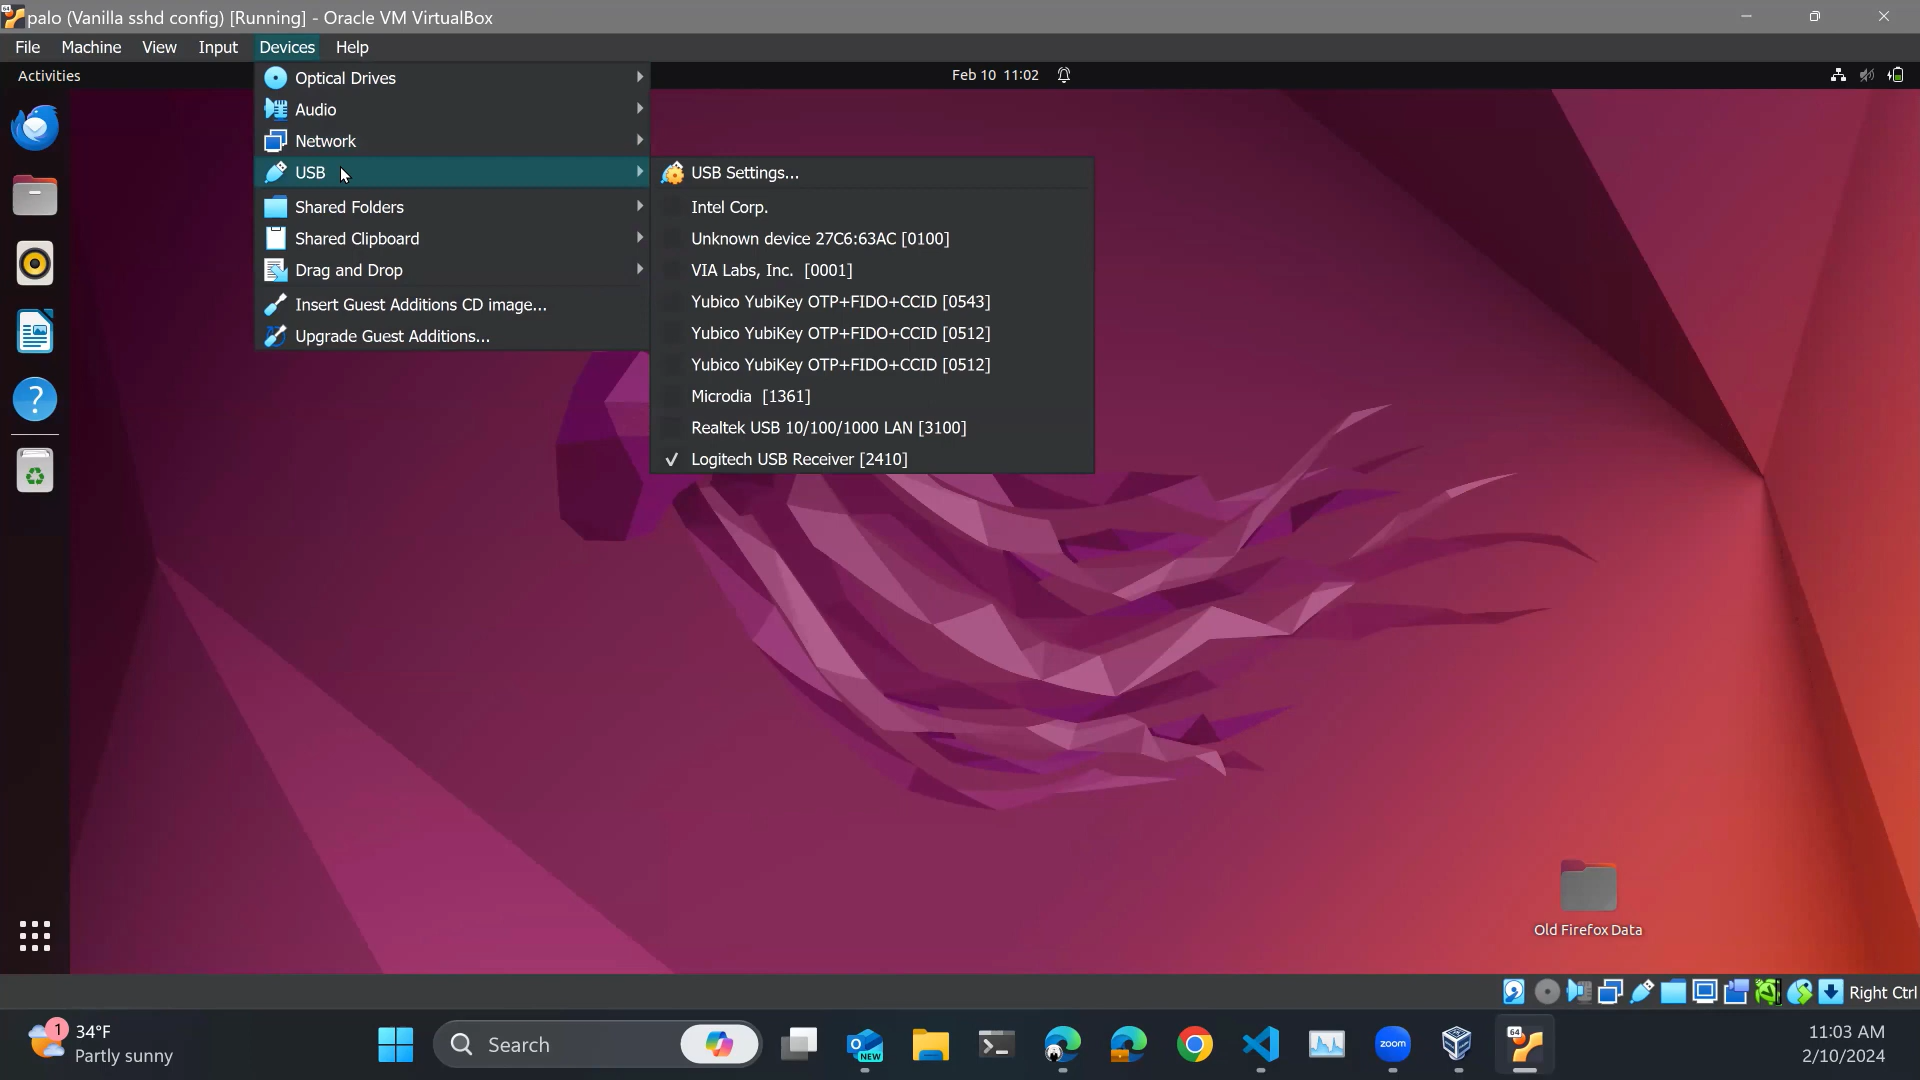 palo (Vanilla sshd config) [Running] - Oracle VM VirtualBox
File Machine View Input Devices Help
Activities
Feb 10 11:02
Optical Drives
Audio
Network
USB
Shared Folders
Shared Clipboard
Drag and Drop
Insert Guest Additions CD image...
Upgrade Guest Additions...
USB Settings...
Intel Corp.
Unknown device 27C6:63AC [0100]
VIA Labs, Inc. [0001]
Yubico YubiKey OTP+FIDO+CCID [0543]
Yubico YubiKey OTP+FIDO+CCID [0512]
Yubico YubiKey OTP+FIDO+CCID [0512]
Microdia [1361]
Realtek USB 10/100/1000 LAN [3100]
Logitech USB Receiver [2410]
Old Firefox Data
Right Ctrl
1
34°F
Partly sunny
Search
NEW
zoom
64
11:03 AM
2/10/2024